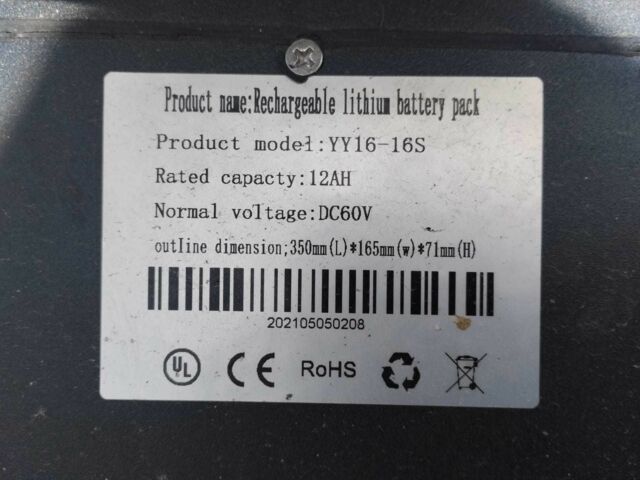 Product name:Rechargeable lithium battery pack
Product model:YY16-16S
Rated capacty:12AH
Normal voltage:DC60V
outline dimension;350mm(L)*165mm(w)*71mm(H)
202105050208
UL CE RoHS